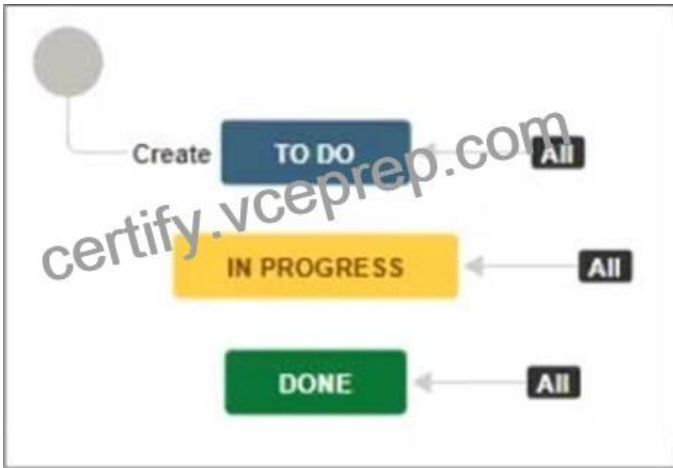 Create TO DO All
certify.vceprep.com
IN PROGRESS All
DONE All